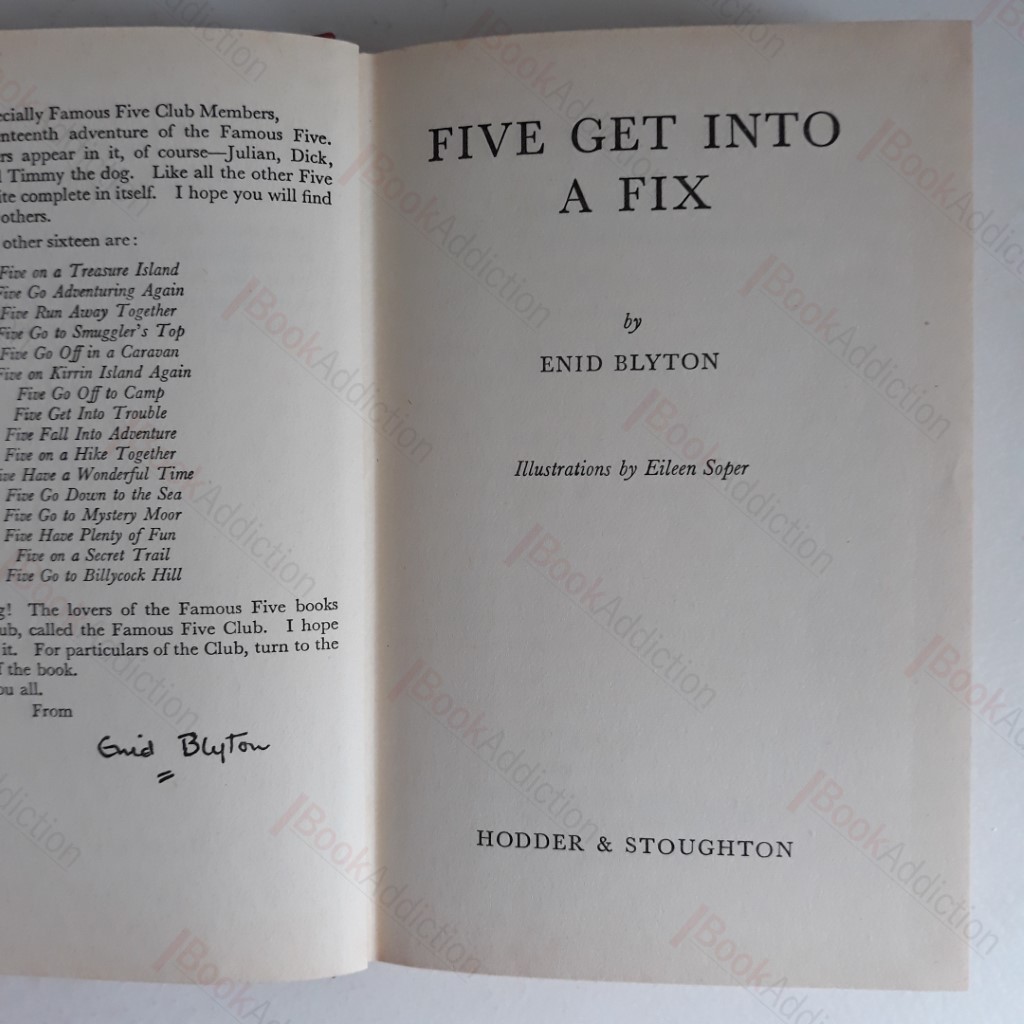 ecially Famous Five Club Members,
nteenth adventure of the Famous Five.
rs appear in it, of course—Julian, Dick,
Timmy the dog. Like all the other Five
ite complete in itself. I hope you will find
others.
other sixteen are:
Five on a Treasure Island
Five Go Adventuring Again
Five Run Away Together
Five Go to Smuggler's Top
Five Go Off in a Caravan
Five on Kirrin Island Again
Five Go Off to Camp
Five Get Into Trouble
Five Fall Into Adventure
Five on a Hike Together
ive Have a Wonderful Time
Five Go Down to the Sea
Five Go to Mystery Moor
Five Have Plenty of Fun
Five on a Secret Trail
Five Go to Billycock Hill
g! The lovers of the Famous Five books
ub, called the Famous Five Club. I hope
it. For particulars of the Club, turn to the
f the book.
ou all.
From
Enid Blyton
FIVE GET INTO
A FIX
by
ENID BLYTON
Illustrations by Eileen Soper
HODDER & STOUGHTON
BookAddiction